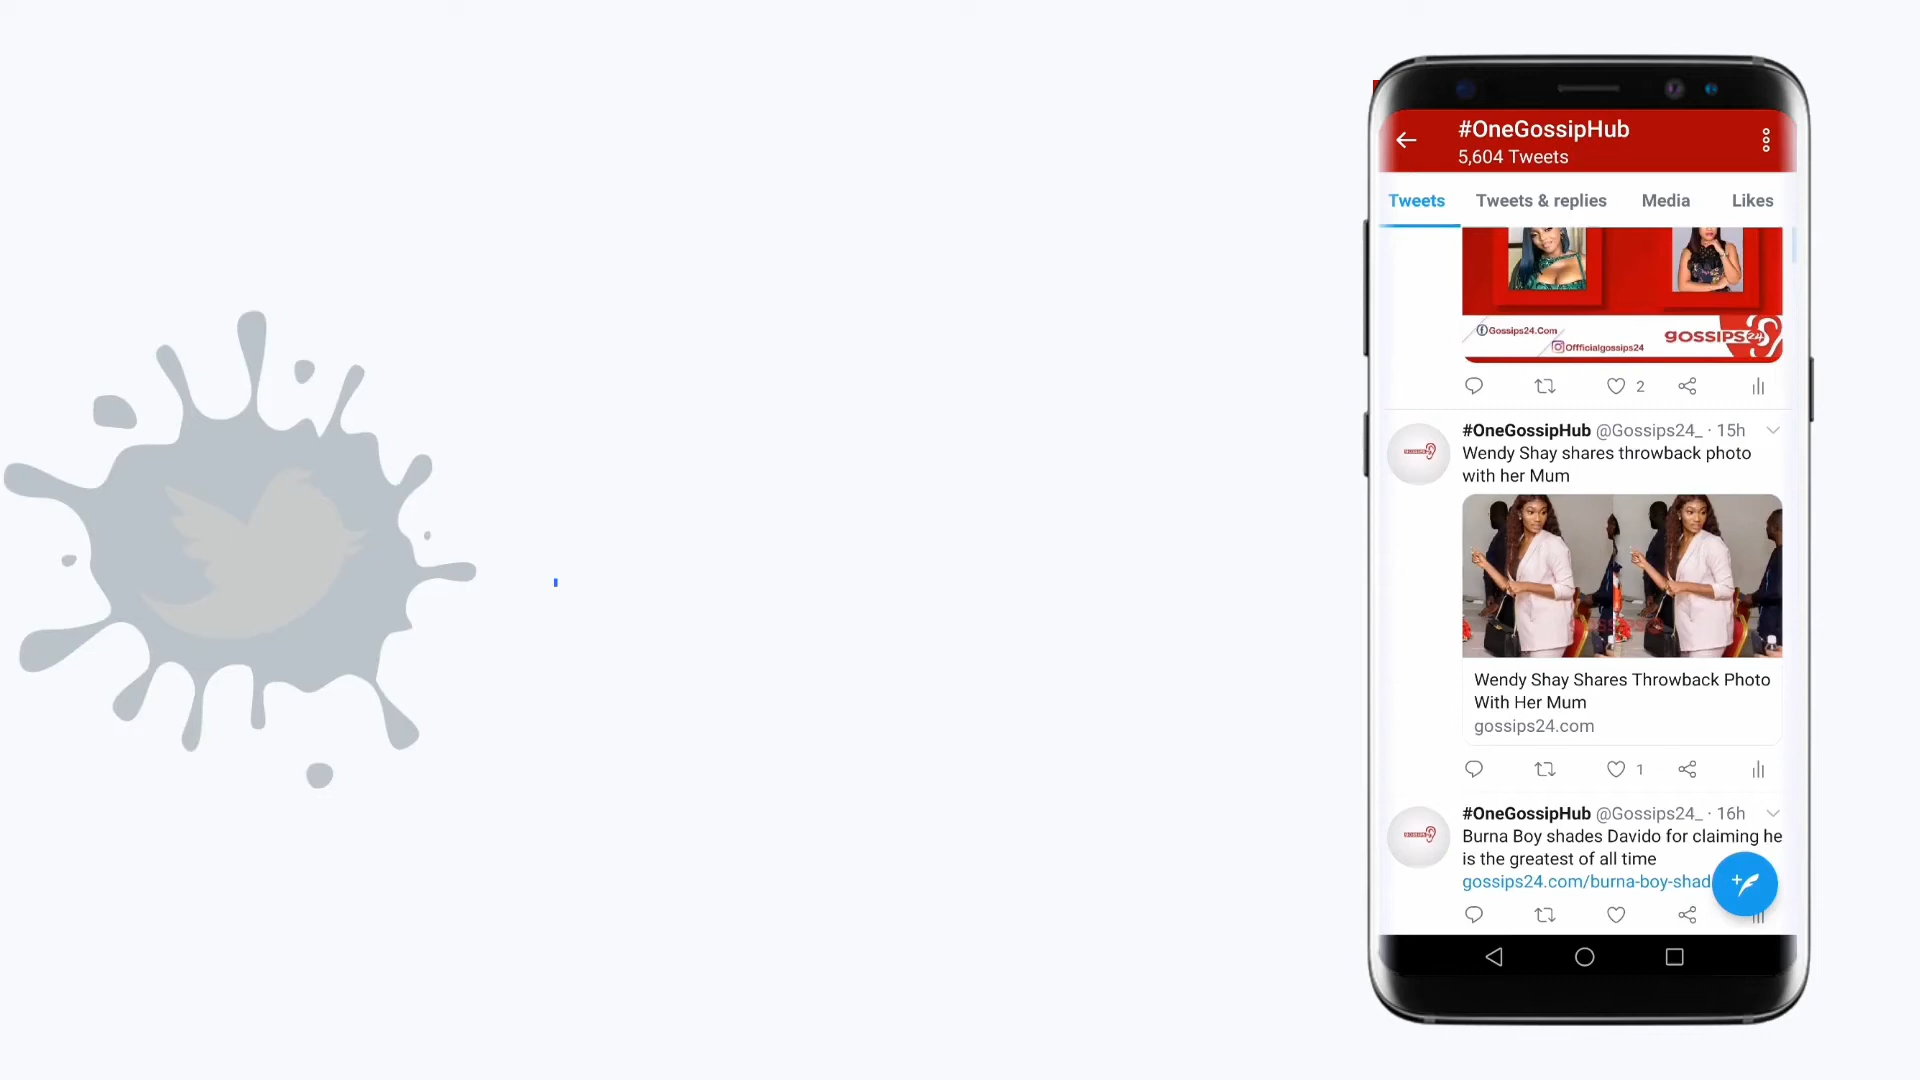 #OneGossipHub
5,604 Tweets
Tweets Tweets & replies Media Likes
Gossips24.Com
Offficialgossips24
gossips24
2
#OneGossipHub @Gossips24_ · 15h
Wendy Shay shares throwback photo
with her Mum
Wendy Shay Shares Throwback Photo
With Her Mum
gossips24.com
1
#OneGossipHub @Gossips24_ · 16h
Burna Boy shades Davido for claiming he
is the greatest of all time
gossips24.com/burna-boy-shad